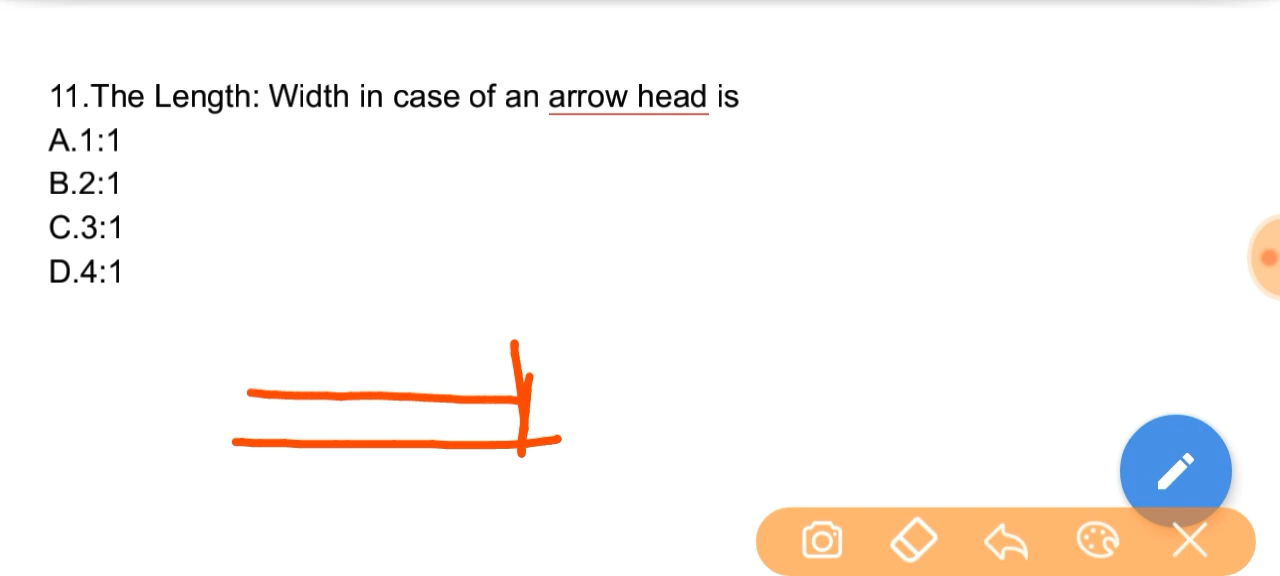 11.The Length: Width in case of an arrow head is
A.1:1
B.2:1
C.3:1
D.4:1